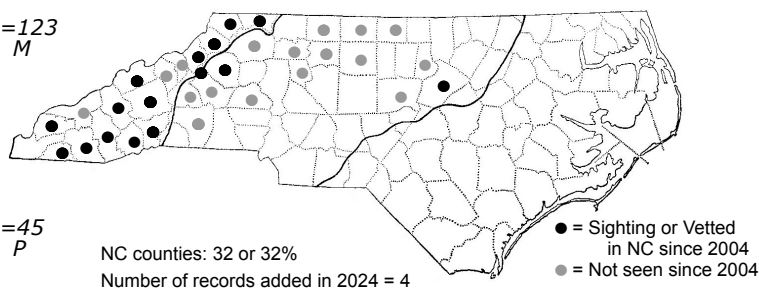 =123
M
=45
P
NC counties: 32 or 32%
Number of records added in 2024 = 4
= Sighting or Vetted
in NC since 2004
= Not seen since 2004